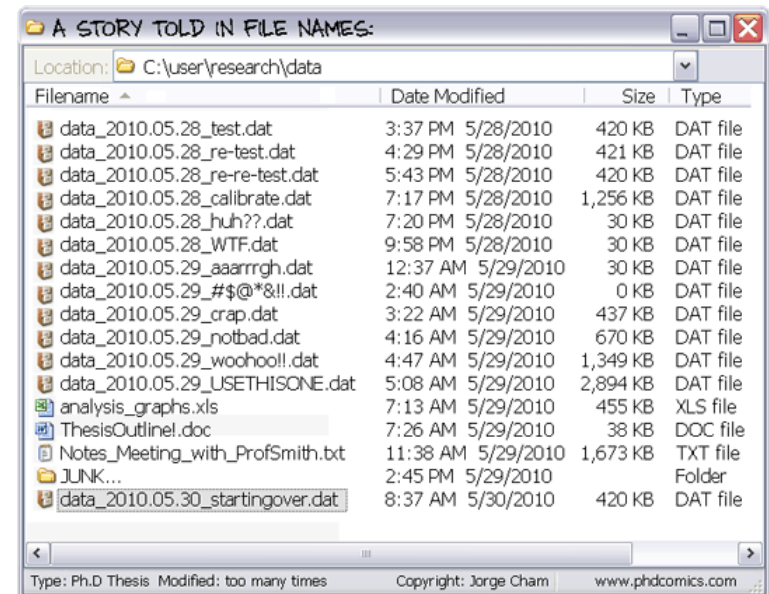 A STORY TOLD IN FILE NAMES:
Location: C:\user\research\data
Filename Date Modified Size Type
data_2010.05.28_test.dat 3:37 PM 5/28/2010 420 KB DAT file
data_2010.05.28_re-test.dat 4:29 PM 5/28/2010 421 KB DAT file
data_2010.05.28_re-re-test.dat 5:43 PM 5/28/2010 420 KB DAT file
data_2010.05.28_calibrate.dat 7:17 PM 5/28/2010 1,256 KB DAT file
data_2010.05.28_huh??.dat 7:20 PM 5/28/2010 30 KB DAT file
data_2010.05.28_WTF.dat 9:58 PM 5/28/2010 30 KB DAT file
data_2010.05.29_aaarrrgh.dat 12:37 AM 5/29/2010 30 KB DAT file
data_2010.05.29_#$@*&!!.dat 2:40 AM 5/29/2010 0 KB DAT file
data_2010.05.29_crap.dat 3:22 AM 5/29/2010 437 KB DAT file
data_2010.05.29_notbad.dat 4:16 AM 5/29/2010 670 KB DAT file
data_2010.05.29_woohoo!!.dat 4:47 AM 5/29/2010 1,349 KB DAT file
data_2010.05.29_USETHISONE.dat 5:08 AM 5/29/2010 2,894 KB DAT file
analysis_graphs.xls 7:13 AM 5/29/2010 455 KB XLS file
ThesisOutline!.doc 7:26 AM 5/29/2010 38 KB DOC file
Notes_Meeting_with_ProfSmith.txt 11:38 AM 5/29/2010 1,673 KB TXT file
JUNK... 2:45 PM 5/29/2010 Folder
data_2010.05.30_startingover.dat 8:37 AM 5/30/2010 420 KB DAT file
Type: Ph.D Thesis Modified: too many times Copyright: Jorge Cham www.phdcomics.com